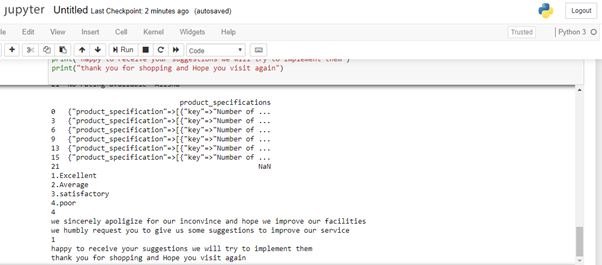 jupyter Untitled Last Checkpoint: 2 minutes ago (autosaved)
Logout
File Edit View Insert Cell Kernel Widgets Help
Trusted
Python 3
Run
Code
print("happy to receive your suggestions we will try to implement them")
print("thank you for shopping and Hope you visit again")
21 No rating available
product_specifications
0 {"product_specification"=>[{"key"=>"Number of ...
3 {"product_specification"=>[{"key"=>"Number of ...
6 {"product_specification"=>[{"key"=>"Number of ...
9 {"product_specification"=>[{"key"=>"Number of ...
13 {"product_specification"=>[{"key"=>"Number of ...
15 {"product_specification"=>[{"key"=>"Number of ...
21 NaN
1.Excellent
2.Average
3.satisfactory
4.poor
4
we sincerely apoligize for our inconvince and hope we improve our facilities
we humbly request you to give us some suggestions to improve our service
1
happy to receive your suggestions we will try to implement them
thank you for shopping and Hope you visit again